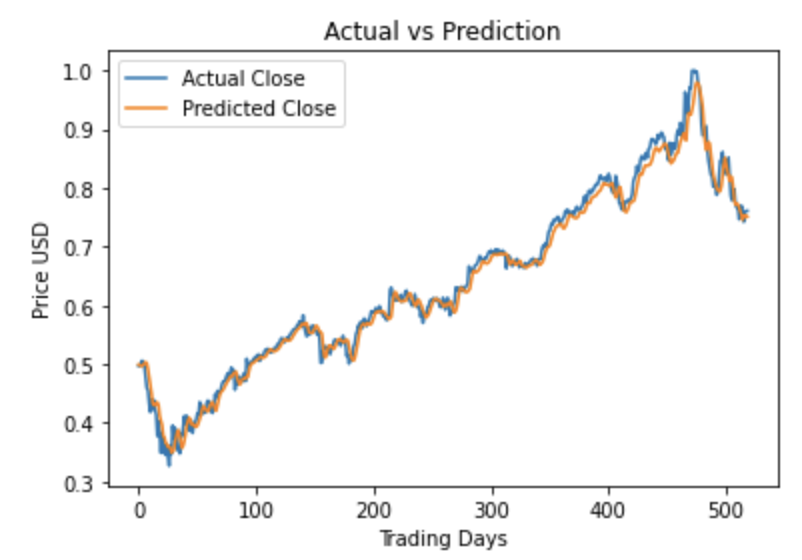 Actual vs Prediction
Actual Close
Predicted Close
1.0
0.9
0.8
0.7
0.6
0.5
0.4
0.3
Price USD
0 100 200 300 400 500
Trading Days